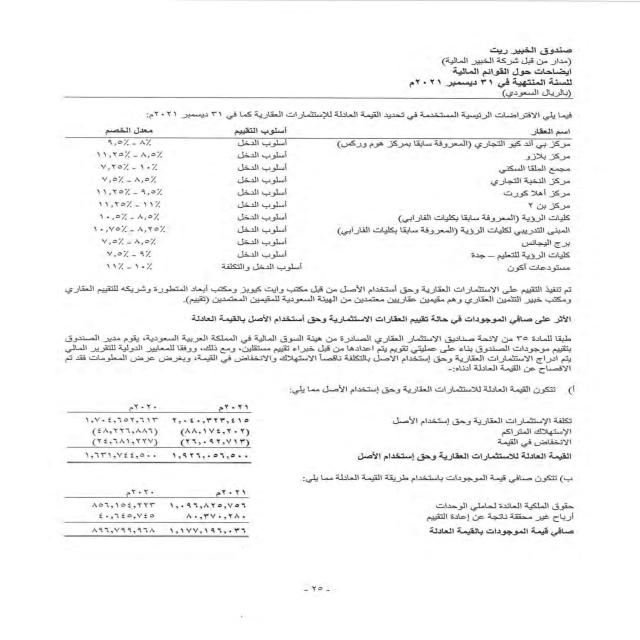 صندوق الخبير ريت
(مدار من قبل شركة الخبير المالية)
إيضاحات حول القوائم المالية
للسنة المنتهية في ٣١ ديسمبر ٢٠٢١م
(بالريال السعودي)
فيما يلي الافتراضات الرئيسية المستخدمة في تحديد القيمة العادلة للإستثمارات العقارية كما في ٣١ ديسمبر ٢٠٢١م:
اسم العقار أسلوب التقييم معدل الخصم
مركز بي أند كيو التجاري (المعروفة سابقا بمركز هوم وركس) أسلوب الدخل ٨٪ – ٩,٥٪
مركز بلازو أسلوب الدخل ٨,٥٪ – ١١,٢٥٪
مجمع الملقا السكني أسلوب الدخل ١٠٪ – ٧,٢٥٪
مركز النخبة التجاري أسلوب الدخل ٨,٥٪ – ٧,٥٪
مركز أهلا كورت أسلوب الدخل ٩,٥٪ – ١١,٢٥٪
مركز بن ٢ أسلوب الدخل ١١٪ – ١١,٢٥٪
كليات الرؤية (المعروفة سابقا بكليات الفارابي) أسلوب الدخل ٨,٥٪ – ١٠,٥٪
المبنى التدريبي لكليات الرؤية (المعروفة سابقا بكليات الفارابي) أسلوب الدخل ٨,٢٥٪ – ١٠,٧٥٪
برج اليجانس أسلوب الدخل ٨,٥٪ – ٧,٥٪
كليات الرؤية للتعليم – جدة أسلوب الدخل ٩٪ – ٧,٥٪
مستودعات أكون أسلوب الدخل والتكلفة ١٠٪ – ١١٪
تم تنفيذ التقييم على الاستثمارات العقارية وحق أستخدام الأصل من قبل مكتب وايت كيوبز ومكتب أبعاد المتطورة وشريكه للتقييم العقاري
ومكتب خبير التثمين العقاري وهم مقيمين عقاريين معتمدين من الهيئة السعودية للمقيمين المعتمدين (تقييم).
الأثر على صافي الموجودات في حالة تقييم العقارات الاستثمارية وحق أستخدام الأصل بالقيمة العادلة
طبقا للمادة ٣٥ من لائحة صناديق الاستثمار العقاري الصادرة من هيئة السوق المالية في المملكة العربية السعودية، يقوم مدير الصندوق
بتقييم موجودات الصندوق بناء على عمليتي تقويم يتم اعدادها من قبل خبراء تقييم مستقلين، ومع ذلك، ووفقا للمعايير الدولية للتقرير المالي
يتم ادراج الاستثمارات العقارية وحق إستخدام الأصل بالتكلفة ناقصاً الاستهلاك والانخفاض في القيمة، وبغرض عرض المعلومات فقد تم
الافصاح عن القيمة العادلة أدناه:-
أ) تتكون القيمة العادلة للاستثمارات العقارية وحق إستخدام الأصل مما يلي:
٢٠٢١م ٢٠٢٠م
تكلفة الإستثمارات العقارية وحق إستخدام الأصل ٢,٠٤٠,٣٢٣,٤١٥ ١,٧٠٤,٦٥٢,٦١٣
الإستهلاك المتراكم (٨٨,١٧٤,٢٠٢) (٤٨,٢٢٦,٨٨٦)
الانخفاض في القيمة (٢٦,٠٩٢,٧١٣) (٢٤,٦٨١,٢٢٧)
القيمة العادلة للاستثمارات العقارية وحق إستخدام الأصل ١,٩٢٦,٠٥٦,٥٠٠ ١,٦٣١,٧٤٤,٥٠٠
ب) تتكون صافي قيمة الموجودات باستخدام طريقة القيمة العادلة مما يلي:
٢٠٢١م ٢٠٢٠م
حقوق الملكية العائدة لحاملي الوحدات ١,٠٩٦,٨٢٥,٧٥٦ ٨٥٦,١٥٤,٢٢٣
أرباح غير محققة ناتجة عن إعادة التقييم ٨٠,٣٧٠,٢٨٠ ٤٠,٦٤٥,٧٤٥
صافي قيمة الموجودات بالقيمة العادلة ١,١٧٧,١٩٦,٠٣٦ ٨٩٦,٧٩٩,٩٦٨
- ٢٥ -